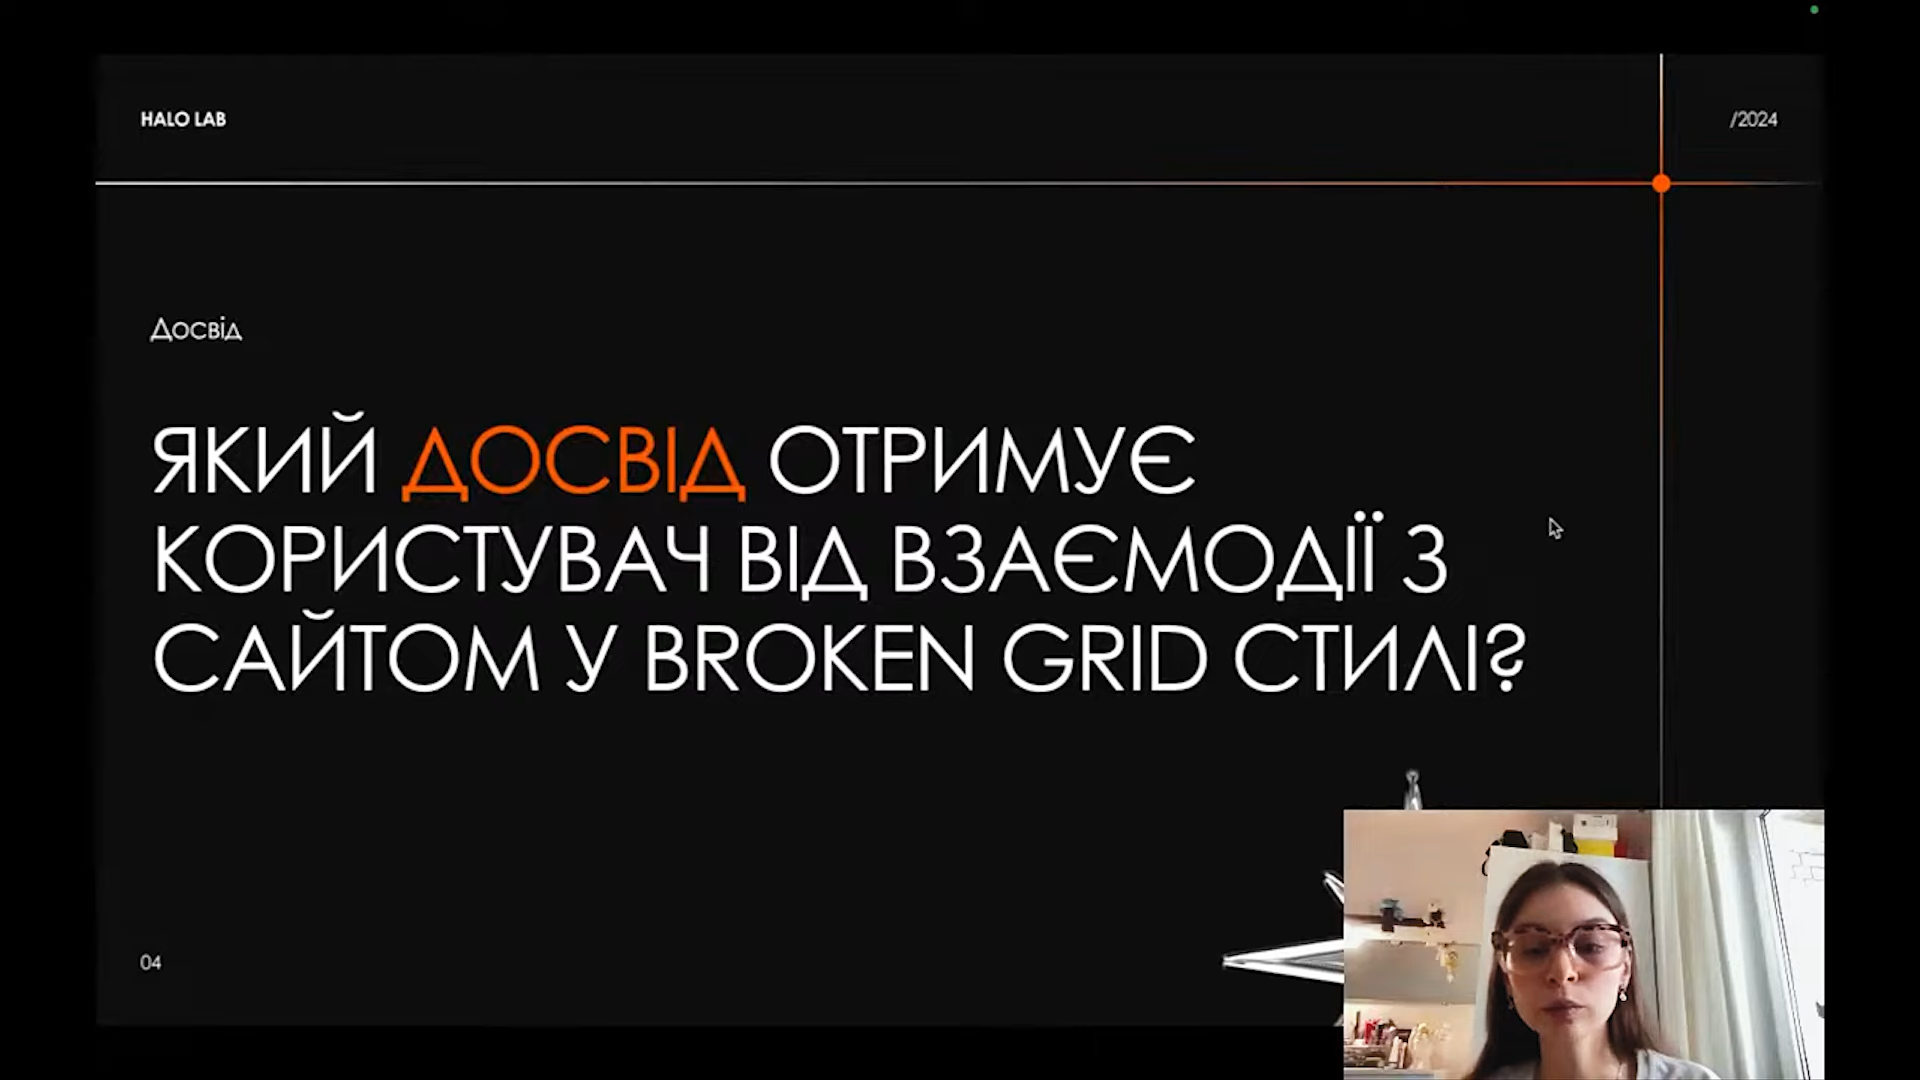 HALO LAB
/2024
Досвід
ЯКИЙ ДОСВІД ОТРИМУЄ
КОРИСТУВАЧ ВІД ВЗАЄМОДІЇ З
САЙТОМ У BROKEN GRID СТИЛІ?
04